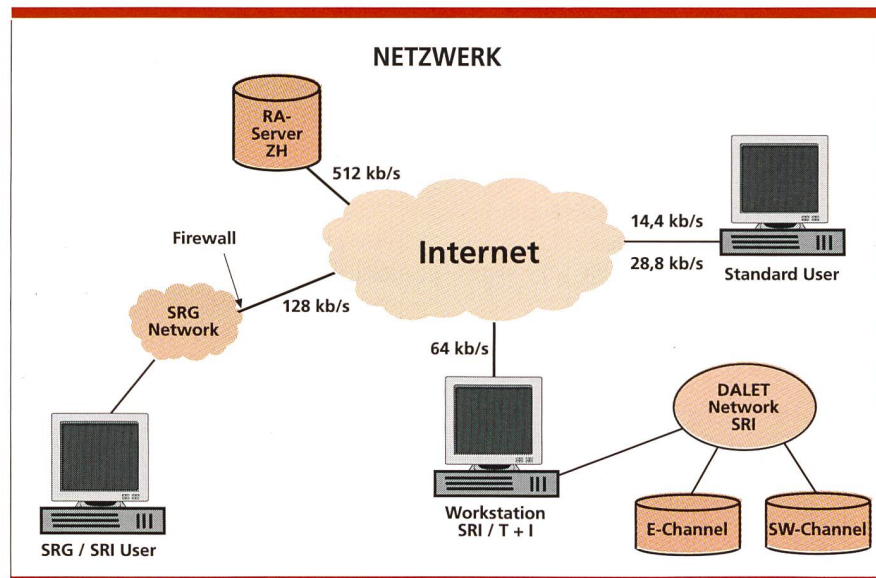 NETZWERK
RA-
Server
ZH
512 kb/s
14,4 kb/s
28,8 kb/s
Standard User
Internet
Firewall
128 kb/s
SRG
Network
64 kb/s
SRG / SRI User
Workstation
SRI / T + I
DALET
Network
SRI
E-Channel
SW-Channel